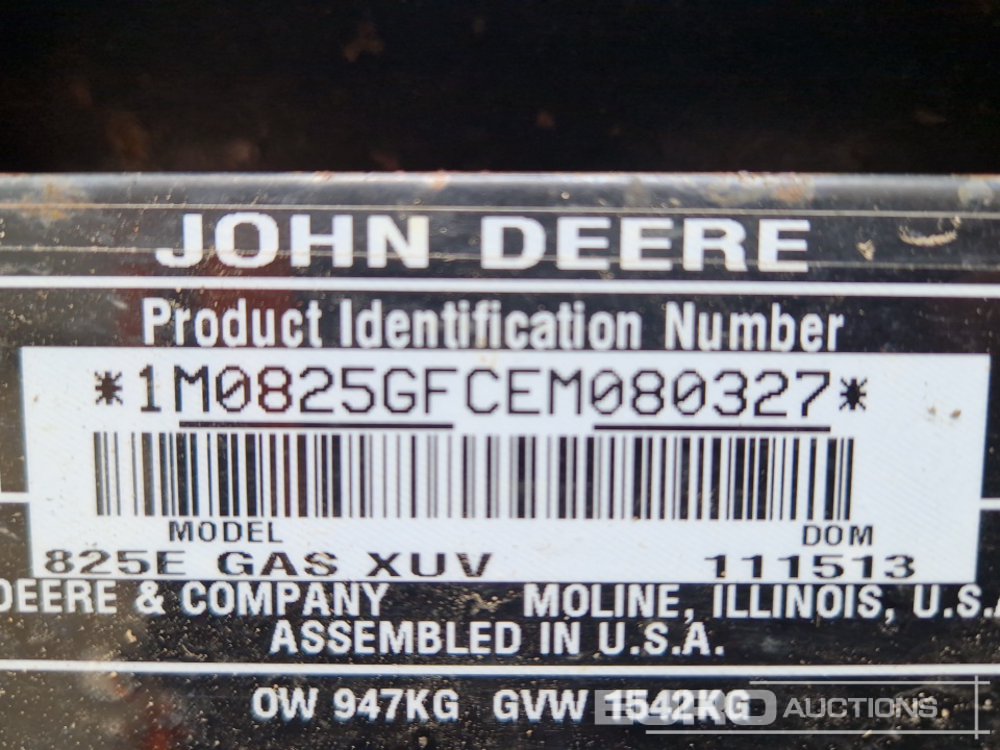 JOHN DEERE
Product Identification Number
*1M0825GFCEM080327*
MODEL DOM
825E GAS XUV 111513
DEERE & COMPANY MOLINE, ILLINOIS, U.S.A.
ASSEMBLED IN U.S.A.
OW 947KG GVW 1542KG
EURO AUCTIONS